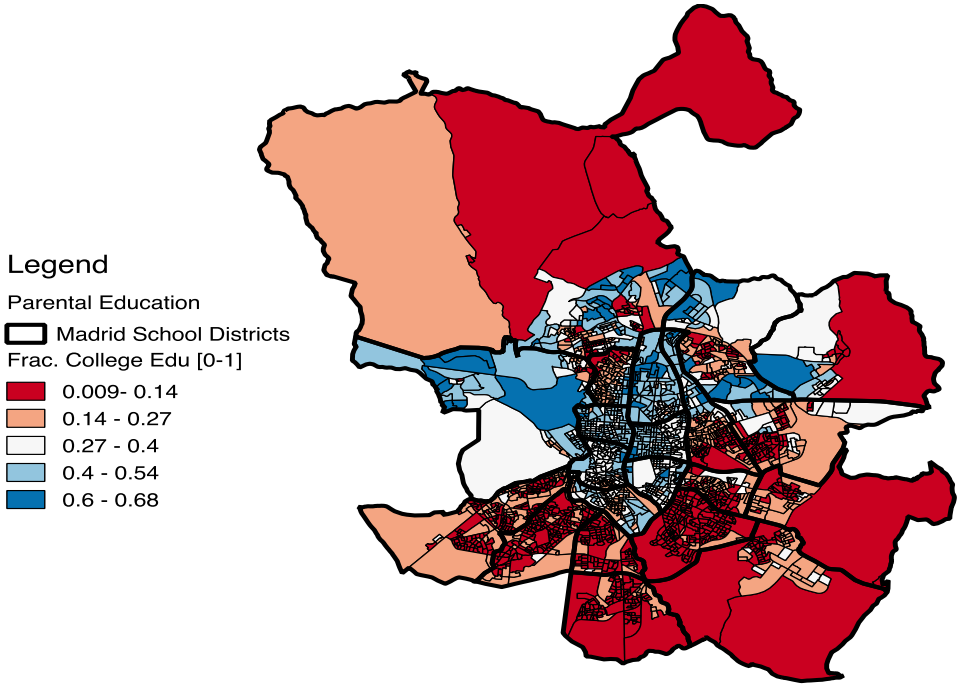 Legend
Parental Education
Madrid School Districts
Frac. College Edu [0-1]
0.009- 0.14
0.14 - 0.27
0.27 - 0.4
0.4 - 0.54
0.6 - 0.68